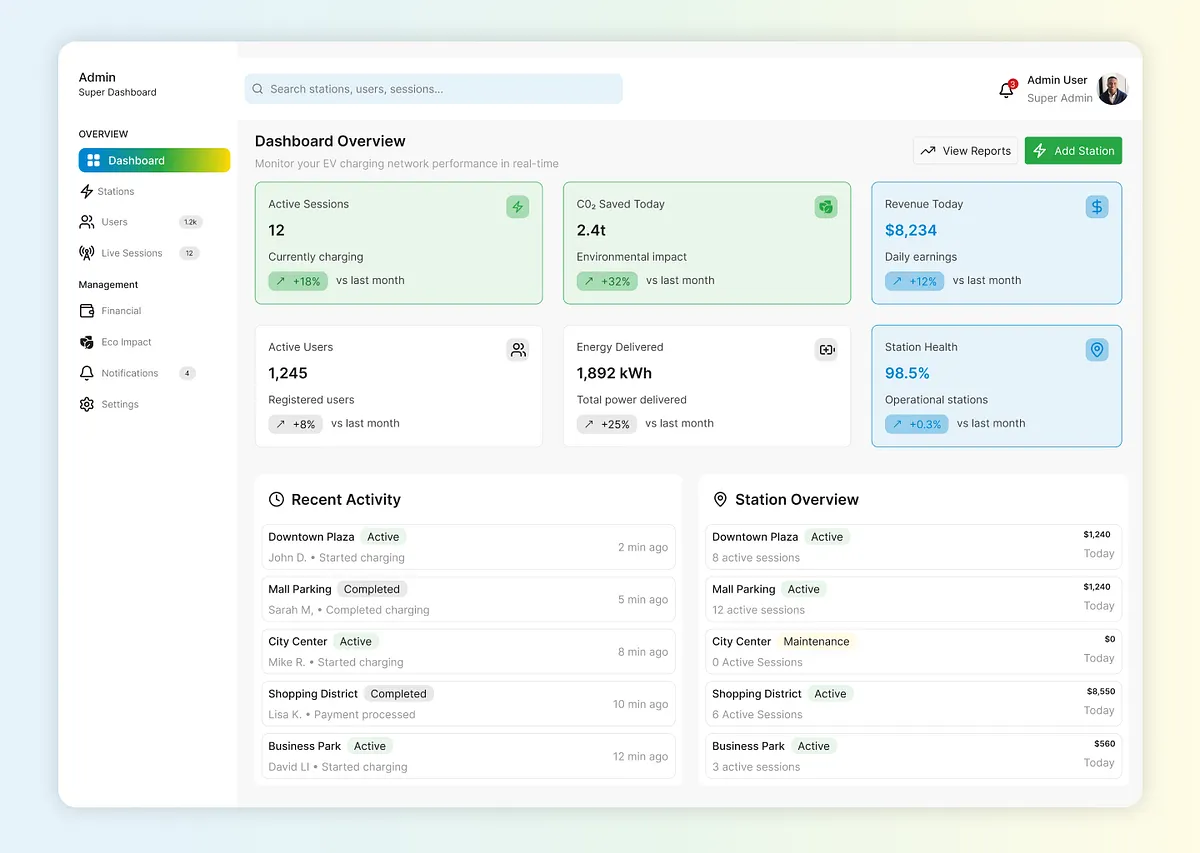 Admin
Super Dashboard
OVERVIEW
Dashboard
Stations
Users 1.2k
Live Sessions 12
Management
Financial
Eco Impact
Notifications 4
Settings
Search stations, users, sessions...
3
Admin User
Super Admin
Dashboard Overview
Monitor your EV charging network performance in real-time
View Reports
Add Station
Active Sessions
12
Currently charging
+18% vs last month
C0₂ Saved Today
2.4t
Environmental impact
+32% vs last month
Revenue Today
$
$8,234
Daily earnings
+12% vs last month
Active Users
1,245
Registered users
+8% vs last month
Energy Delivered
1,892 kWh
Total power delivered
+25% vs last month
Station Health
98.5%
Operational stations
+0.3% vs last month
Recent Activity
Downtown Plaza Active
John D. • Started charging
2 min ago
Mall Parking Completed
Sarah M, • Completed charging
5 min ago
City Center Active
Mike R. • Started charging
8 min ago
Shopping District Completed
Lisa K. • Payment processed
10 min ago
Business Park Active
David LI • Started charging
12 min ago
Station Overview
Downtown Plaza Active
$1,240
8 active sessions
Today
Mall Parking Active
$1,240
12 active sessions
Today
City Center Maintenance
$0
0 Active Sessions
Today
Shopping District Active
$8,550
6 Active Sessions
Today
Business Park Active
$560
3 active sessions
Today